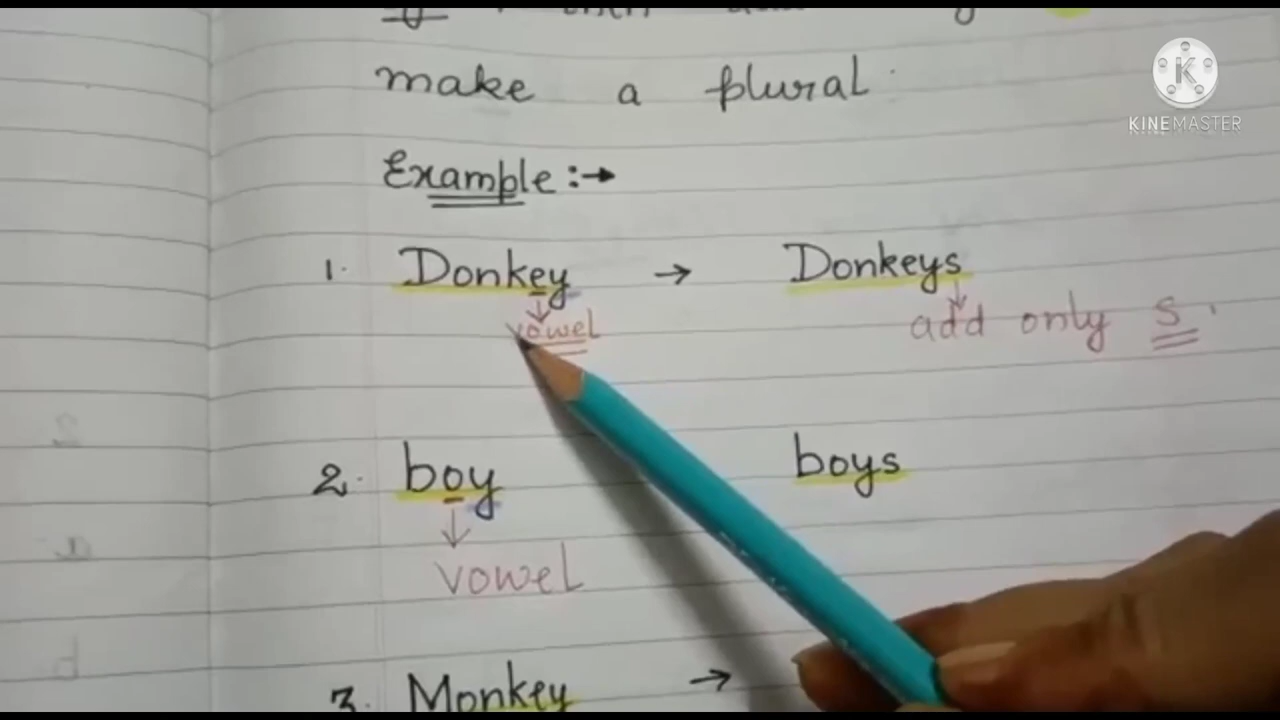 make a plural
Example :→
1. Donkey → Donkeys
vowel add only s.
2. boy boys
vowel
3. Monkey →
K
KINEMASTER